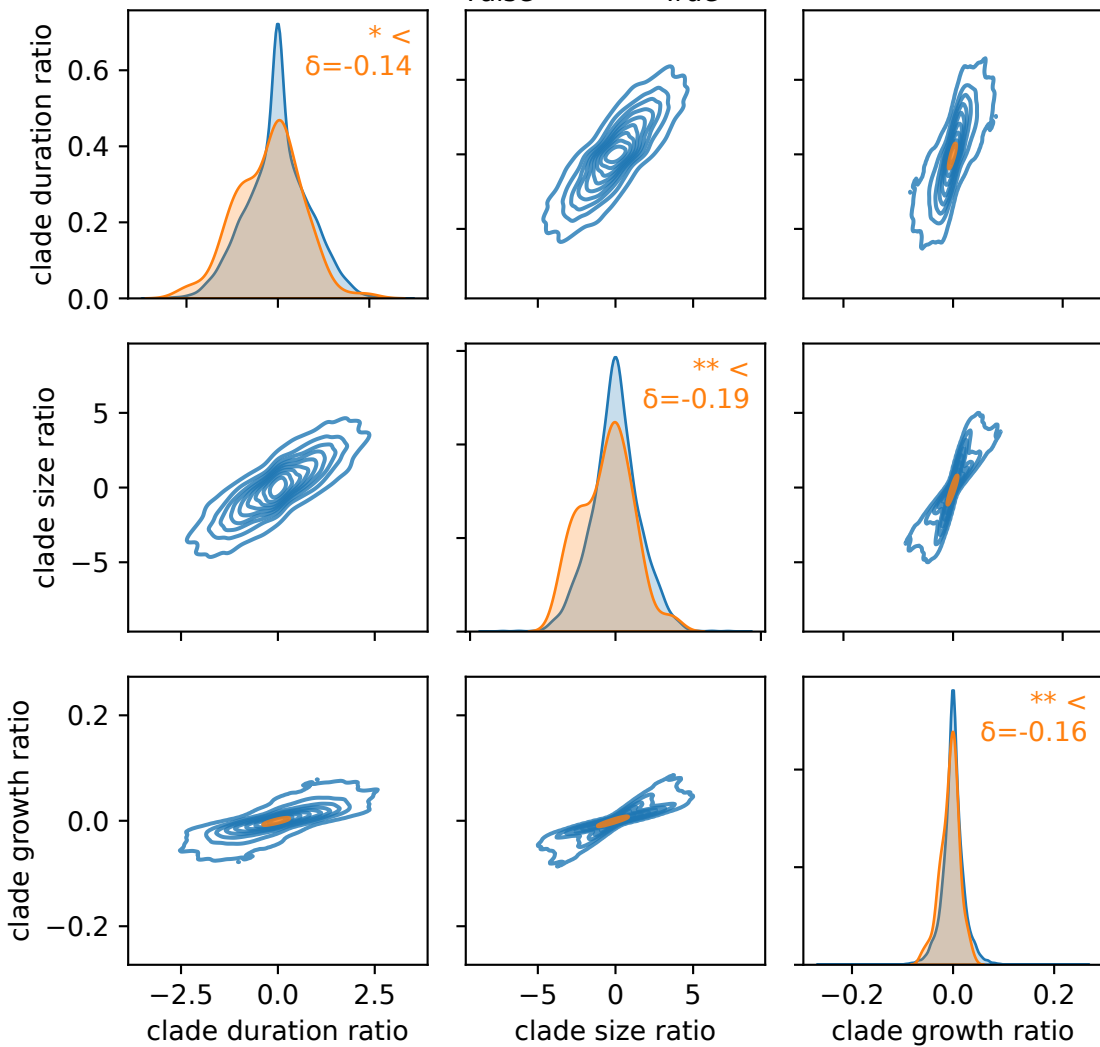 clade duration ratio
0.6
0.4
0.2
0.0
* <
δ=-0.14
clade size ratio
5
0
−5
** <
δ=-0.19
clade growth ratio
0.2
0.0
−0.2
** <
δ=-0.16
−2.5 0.0 2.5
−5 0 5
−0.2 0.0 0.2
clade duration ratio
clade size ratio
clade growth ratio